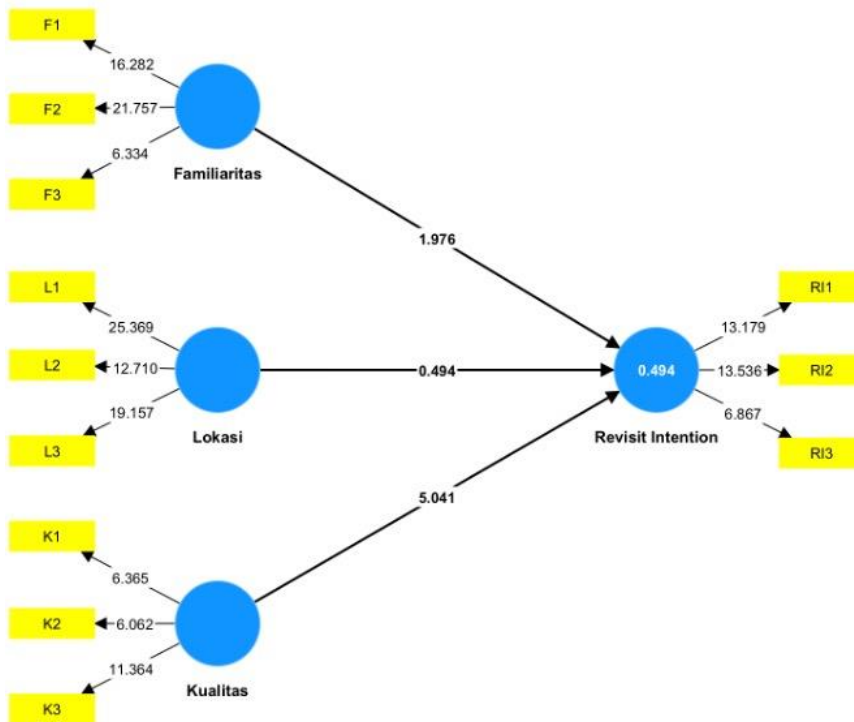 F1
16.282
F2
21.757
F3
6.334
Familiaritas
1.976
L1
25.369
L2
12.710
L3
19.157
Lokasi
0.494
K1
6.365
K2
6.062
K3
11.364
Kualitas
5.041
0.494
Revisit Intention
RI1
13.179
RI2
13.536
RI3
6.867